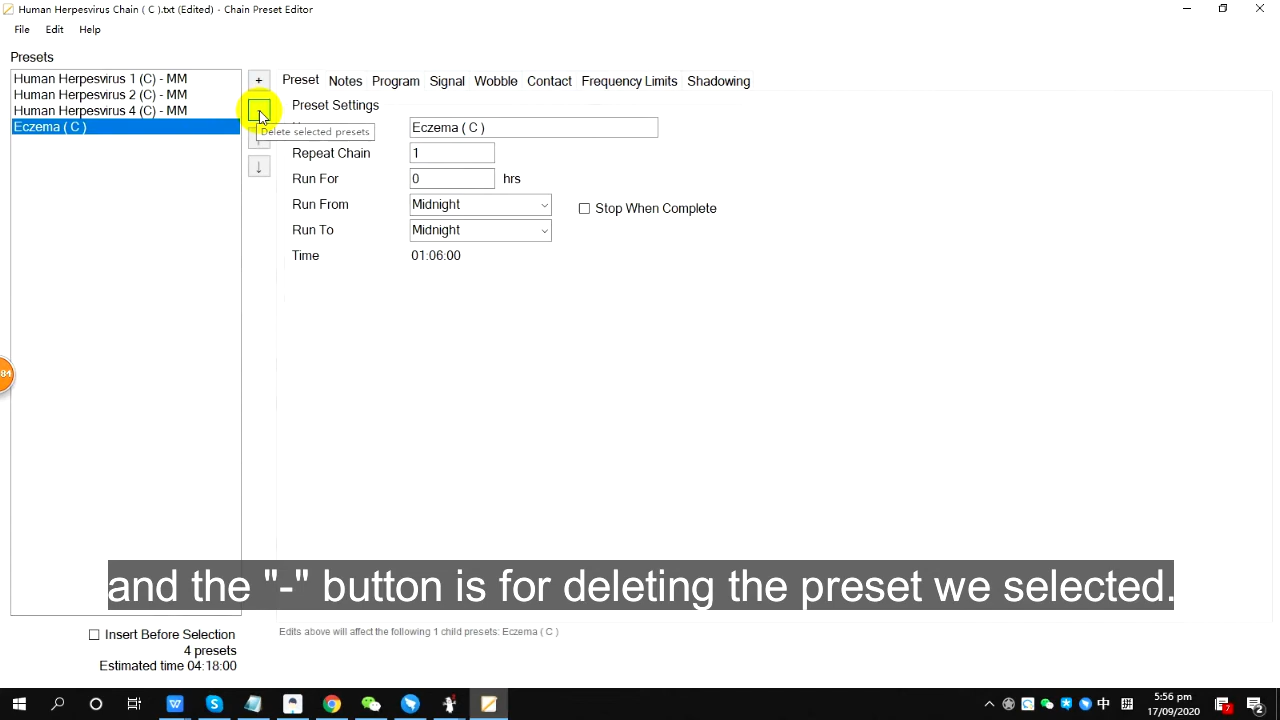 Human Herpesvirus Chain ( C ).txt (Edited) - Chain Preset Editor
File Edit Help
Presets
Human Herpesvirus 1 (C) - MM
Human Herpesvirus 2 (C) - MM
Human Herpesvirus 4 (C) - MM
Eczema ( C )
+
Delete selected presets
↓
Preset Notes Program Signal Wobble Contact Frequency Limits Shadowing
Preset Settings
Eczema ( C )
Repeat Chain 1
Run For 0 hrs
Run From Midnight
Stop When Complete
Run To Midnight
Time 01:06:00
84
and the "-" button is for deleting the preset we selected.
Edits above will affect the following 1 child presets: Eczema ( C )
Insert Before Selection
4 presets
Estimated time 04:18:00
中
拼
5:56 pm
17/09/2020
7
2